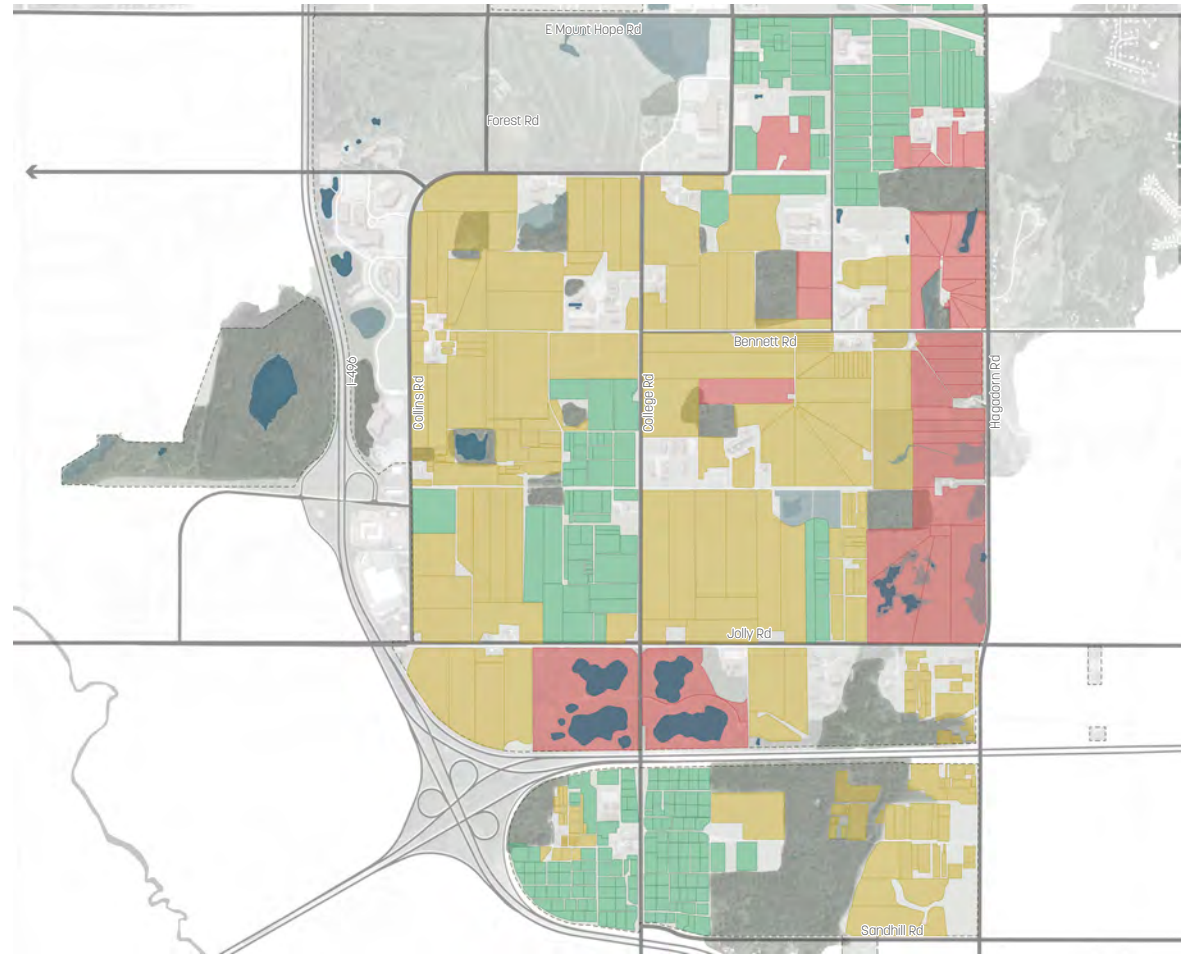 E Mount Hope Rd
Forest Rd
Bennett Rd
I-496
Collins Rd
College Rd
Hagadorn Rd
Jolly Rd
Sandhill Rd